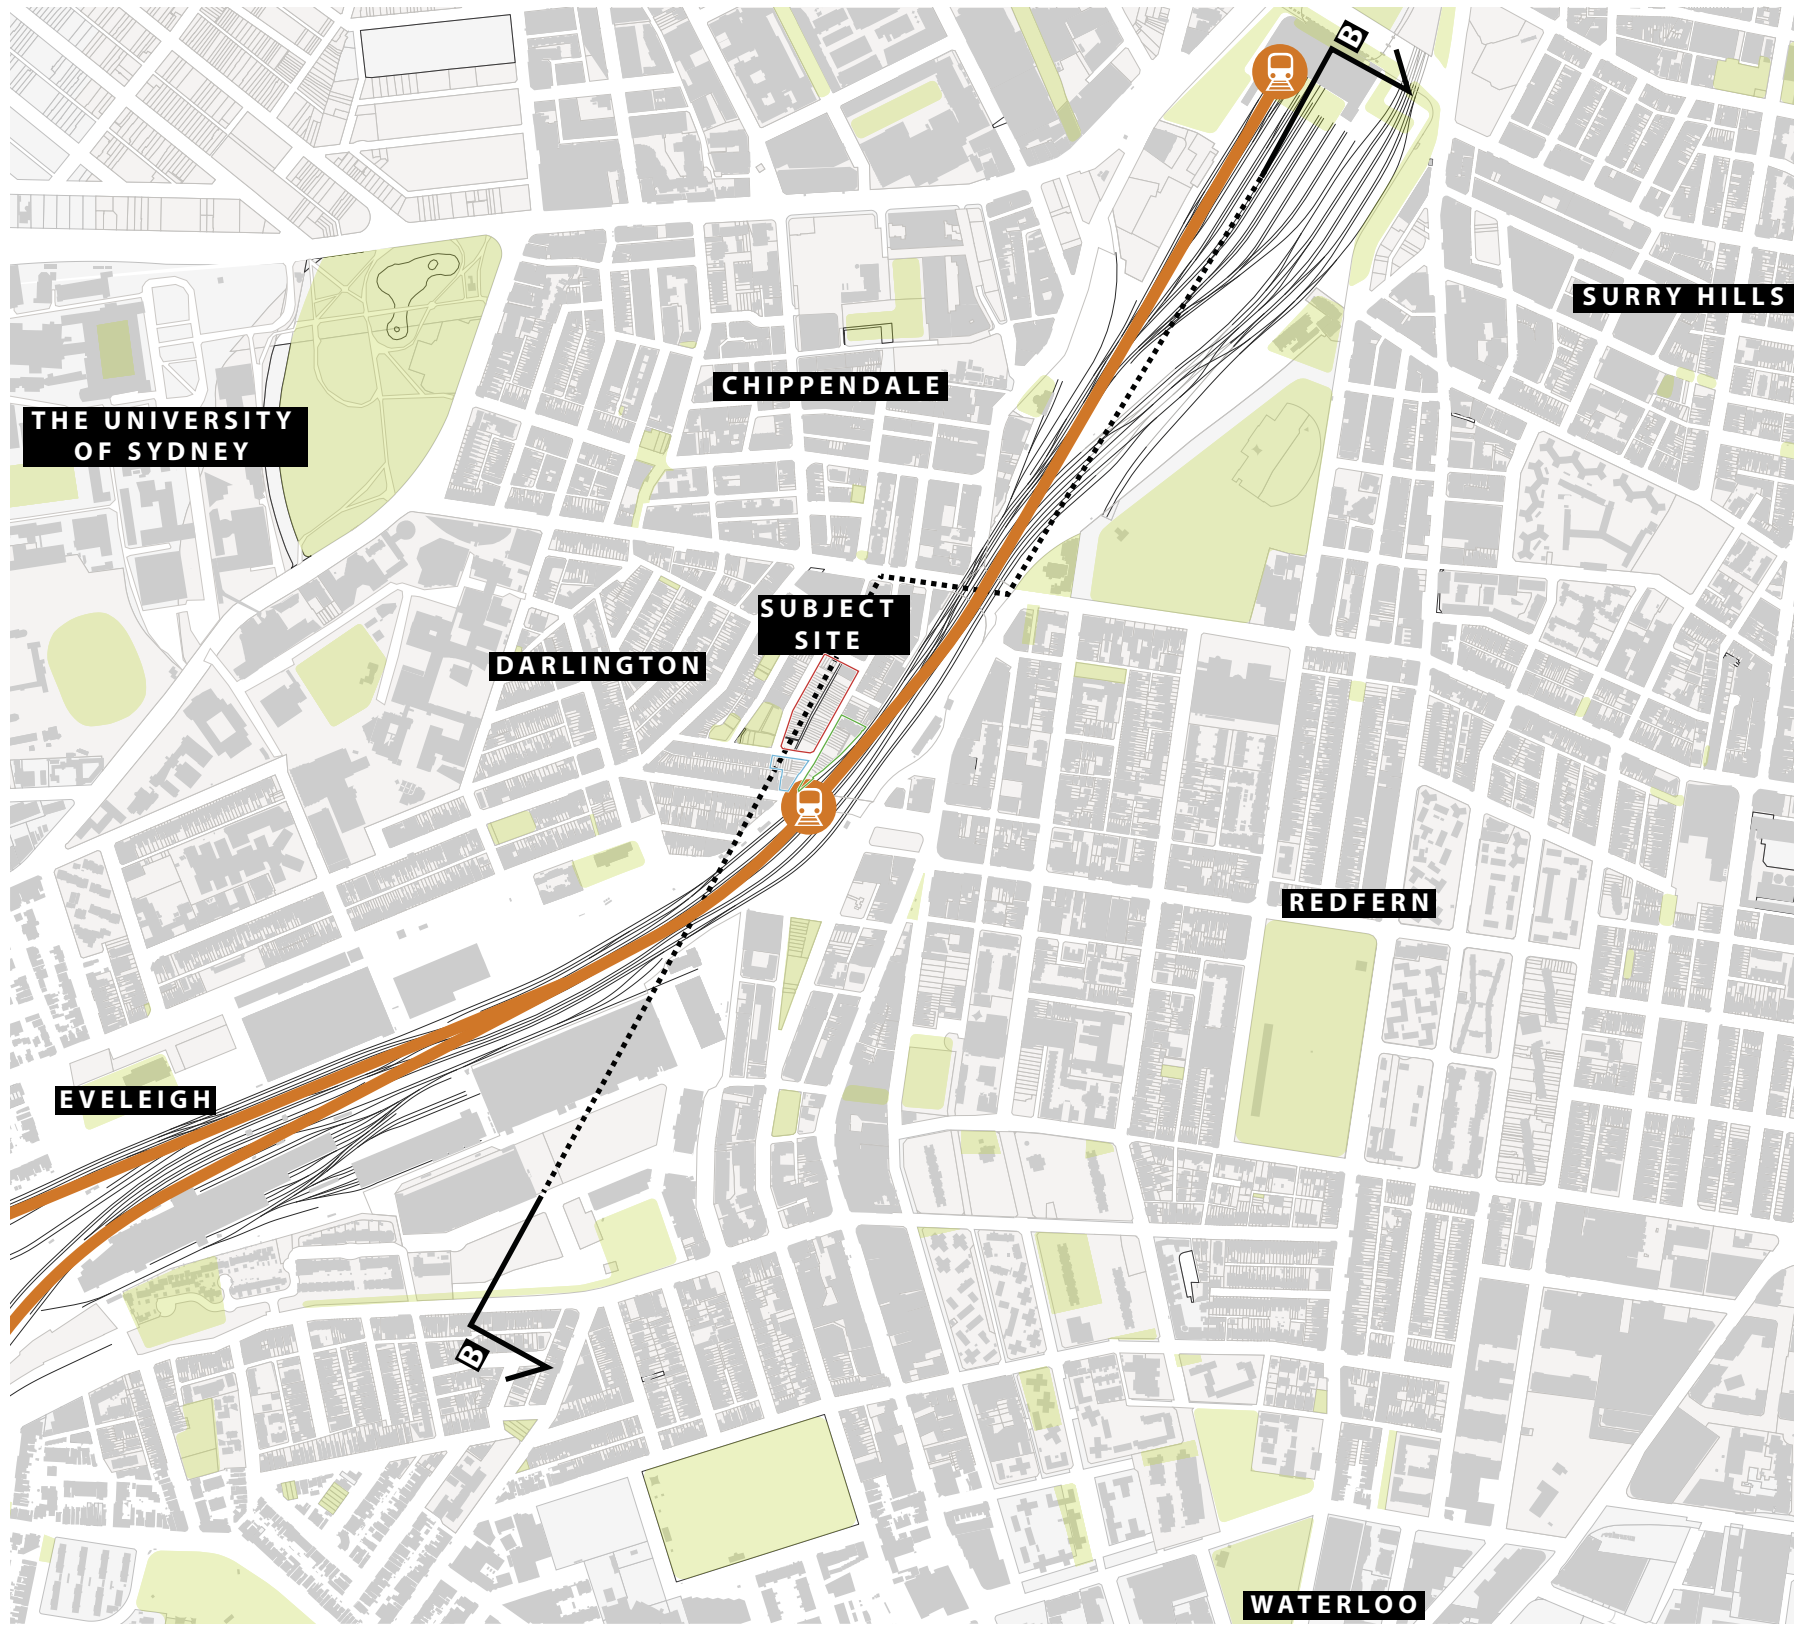 B
SURRY HILLS
CHIPPENDALE
THE UNIVERSITY
OF SYDNEY
SUBJECT
SITE
DARLINGTON
REDFERN
EVELEIGH
B
WATERLOO